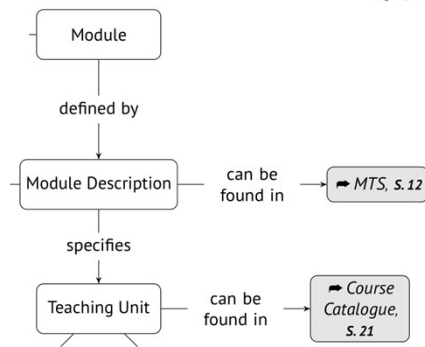 Module
defined by
Module Description
can be
found in
➨ MTS, S. 12
specifies
Teaching Unit
can be
found in
➨ Course
Catalogue,
S. 21